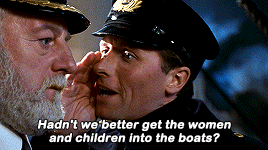 Hadn't we better get the women
and children into the boats?